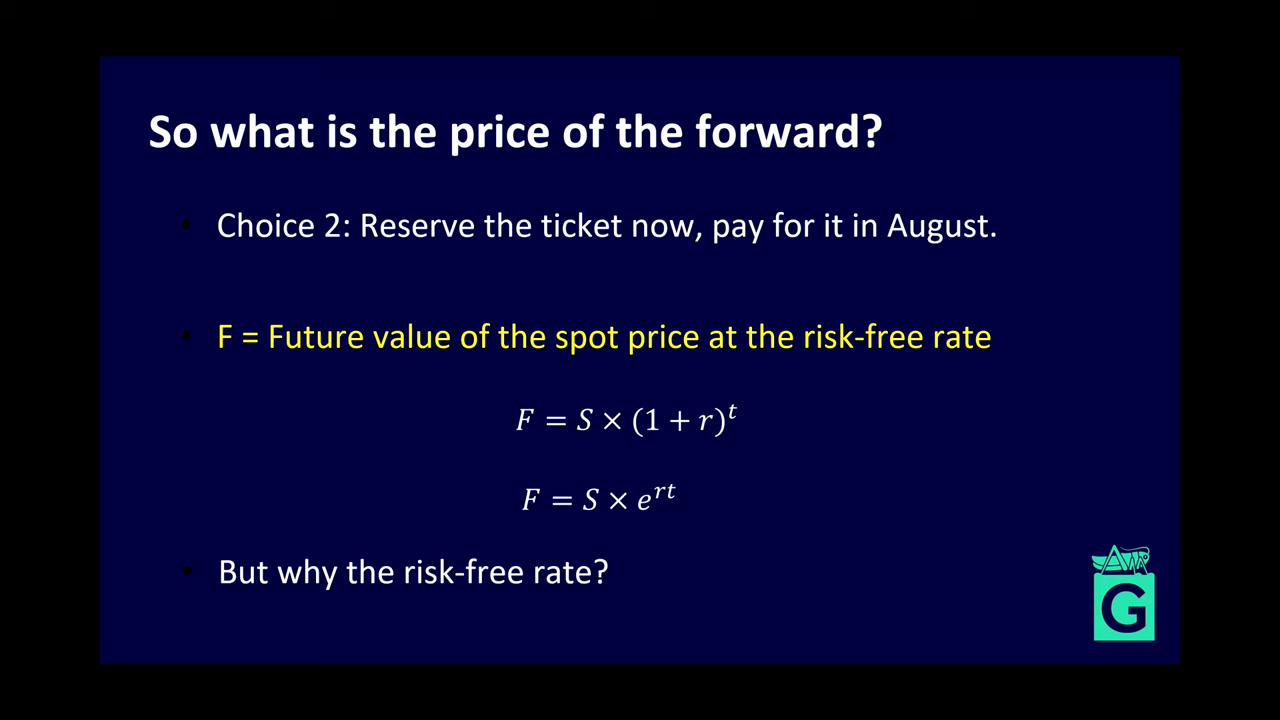 So what is the price of the forward?
• Choice 2: Reserve the ticket now, pay for it in August.
• F = Future value of the spot price at the risk-free rate
𝐹 = 𝑆 × (1 + 𝑟)ᵗ
𝐹 = 𝑆 × 𝑒ʳᵗ
• But why the risk-free rate?
G